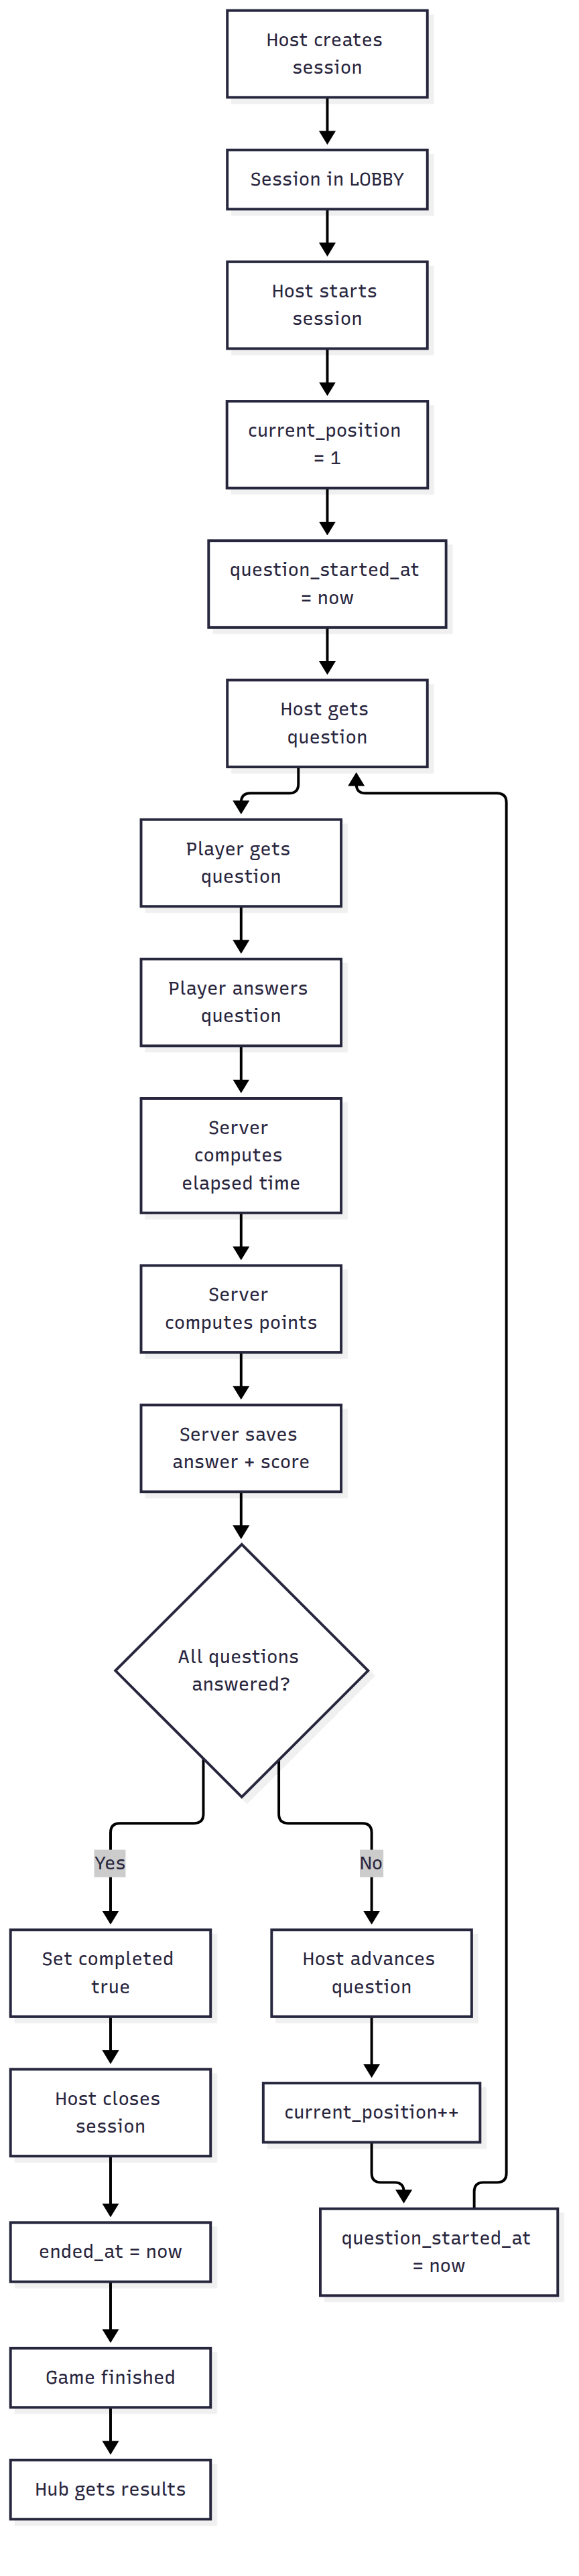 Host creates
session
Session in LOBBY
Host starts
session
current_position
= 1
question_started_at
= now
Host gets
question
Player gets
question
Player answers
question
Server
computes
elapsed time
Server
computes points
Server saves
answer + score
All questions
answered?
Yes
No
Set completed
true
Host advances
question
Host closes
session
current_position++
ended_at = now
question_started_at
= now
Game finished
Hub gets results